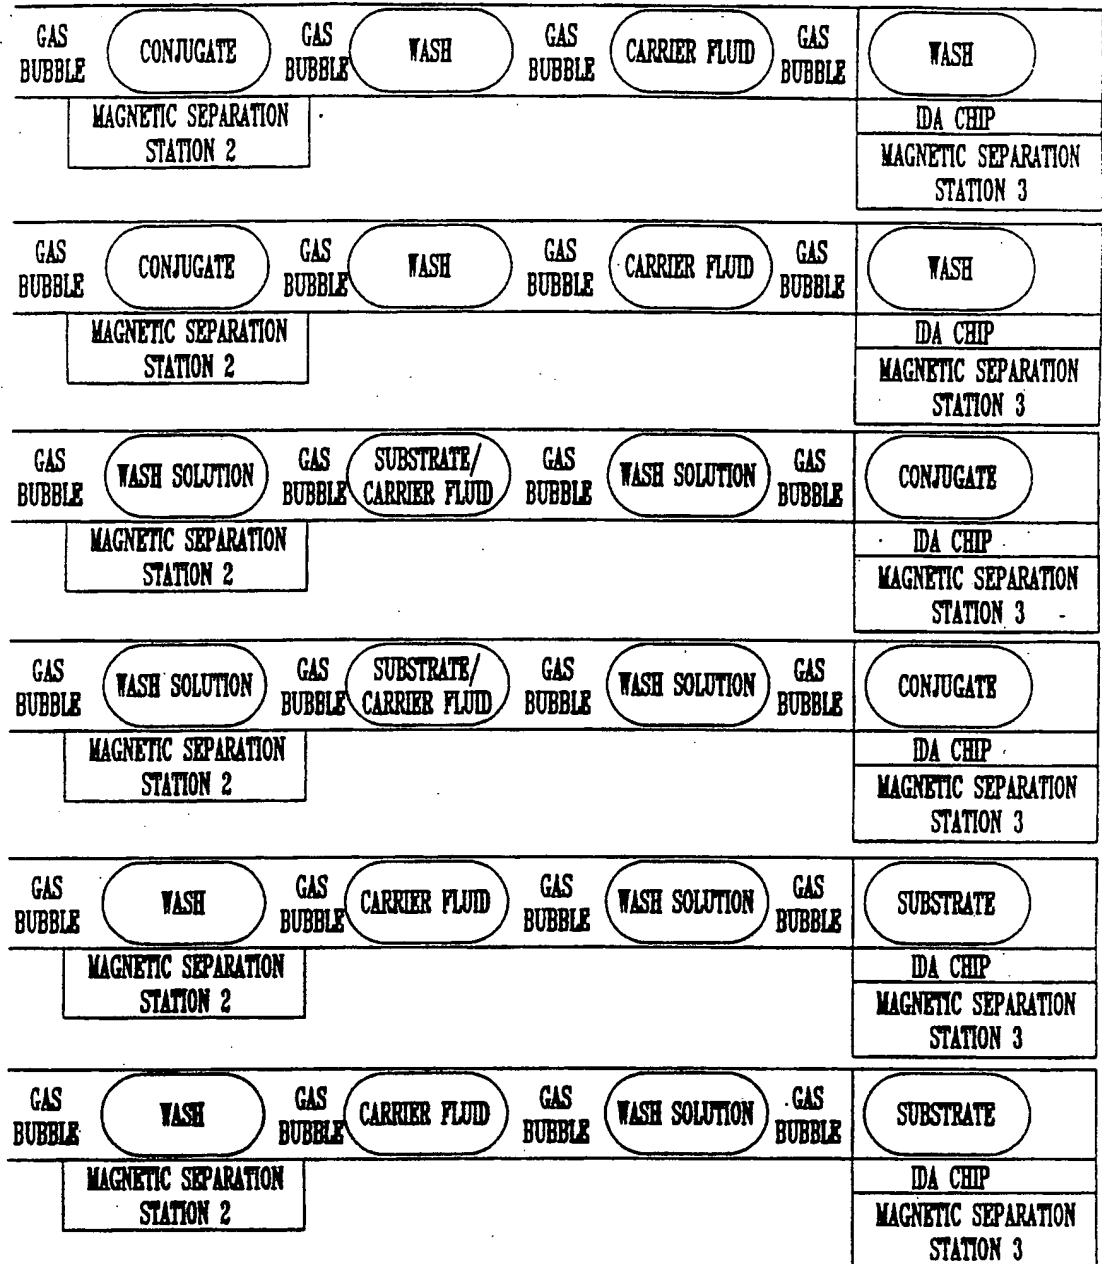 GAS BUBBLE CONJUGATE GAS BUBBLE WASH GAS BUBBLE CARRIER FLUID GAS BUBBLE WASH
MAGNETIC SEPARATION STATION 2
IDA CHIP
MAGNETIC SEPARATION STATION 3
GAS BUBBLE CONJUGATE GAS BUBBLE WASH GAS BUBBLE CARRIER FLUID GAS BUBBLE WASH
MAGNETIC SEPARATION STATION 2
IDA CHIP
MAGNETIC SEPARATION STATION 3
GAS BUBBLE WASH SOLUTION GAS BUBBLE SUBSTRATE/ CARRIER FLUID GAS BUBBLE WASH SOLUTION GAS BUBBLE CONJUGATE
MAGNETIC SEPARATION STATION 2
IDA CHIP
MAGNETIC SEPARATION STATION 3
GAS BUBBLE WASH SOLUTION GAS BUBBLE SUBSTRATE/ CARRIER FLUID GAS BUBBLE WASH SOLUTION GAS BUBBLE CONJUGATE
MAGNETIC SEPARATION STATION 2
IDA CHIP
MAGNETIC SEPARATION STATION 3
GAS BUBBLE WASH GAS BUBBLE CARRIER FLUID GAS BUBBLE WASH SOLUTION GAS BUBBLE SUBSTRATE
MAGNETIC SEPARATION STATION 2
IDA CHIP
MAGNETIC SEPARATION STATION 3
GAS BUBBLE WASH GAS BUBBLE CARRIER FLUID GAS BUBBLE WASH SOLUTION GAS BUBBLE SUBSTRATE
MAGNETIC SEPARATION STATION 2
IDA CHIP
MAGNETIC SEPARATION STATION 3